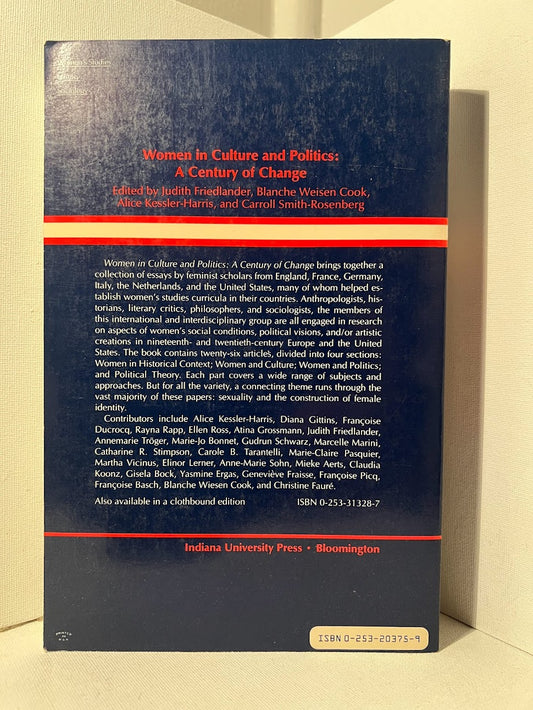 Women's Studies
Women in Culture and Politics:
A Century of Change
Edited by Judith Friedlander, Blanche Weisen Cook,
Alice Kessler-Harris, and Carroll Smith-Rosenberg
Women in Culture and Politics: A Century of Change brings together a
collection of essays by feminist scholars from England, France, Germany,
Italy, the Netherlands, and the United States, many of whom helped es-
tablish women's studies curricula in their countries. Anthropologists, his-
torians, literary critics, philosophers, and sociologists, the members of
this international and interdisciplinary group are all engaged in research
on aspects of women's social conditions, political visions, and/or artistic
creations in nineteenth- and twentieth-century Europe and the United
States. The book contains twenty-six articles, divided into four sections:
Women in Historical Context; Women and Culture; Women and Politics;
and Political Theory. Each part covers a wide range of subjects and
approaches. But for all the variety, a connecting theme runs through the
vast majority of these papers: sexuality and the construction of female
identity.
Contributors include Alice Kessler-Harris, Diana Gittins, Françoise
Ducrocq, Rayna Rapp, Ellen Ross, Atina Grossmann, Judith Friedlander,
Annemarie Tröger, Marie-Jo Bonnet, Gudrun Schwarz, Marcelle Marini,
Catharine R. Stimpson, Carole B. Tarantelli, Marie-Claire Pasquier,
Martha Vicinus, Elinor Lerner, Anne-Marie Sohn, Mieke Aerts, Claudia
Koonz, Gisela Bock, Yasmine Ergas, Geneviève Fraisse, Françoise Picq,
Françoise Basch, Blanche Wiesen Cook, and Christine Fauré.
Also available in a clothbound edition ISBN 0-253-31328-7
Indiana University Press • Bloomington
PRINTED
IN
U.S.A.
ISBN 0-253-20375-9